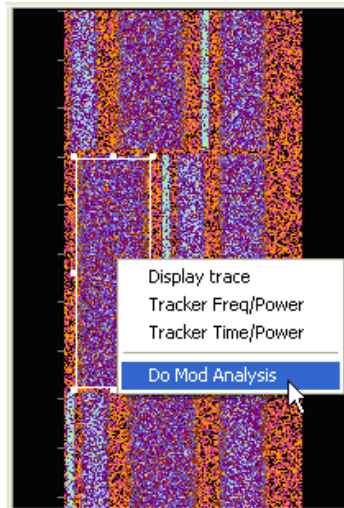 Display trace
Tracker Freq/Power
Tracker Time/Power
Do Mod Analysis